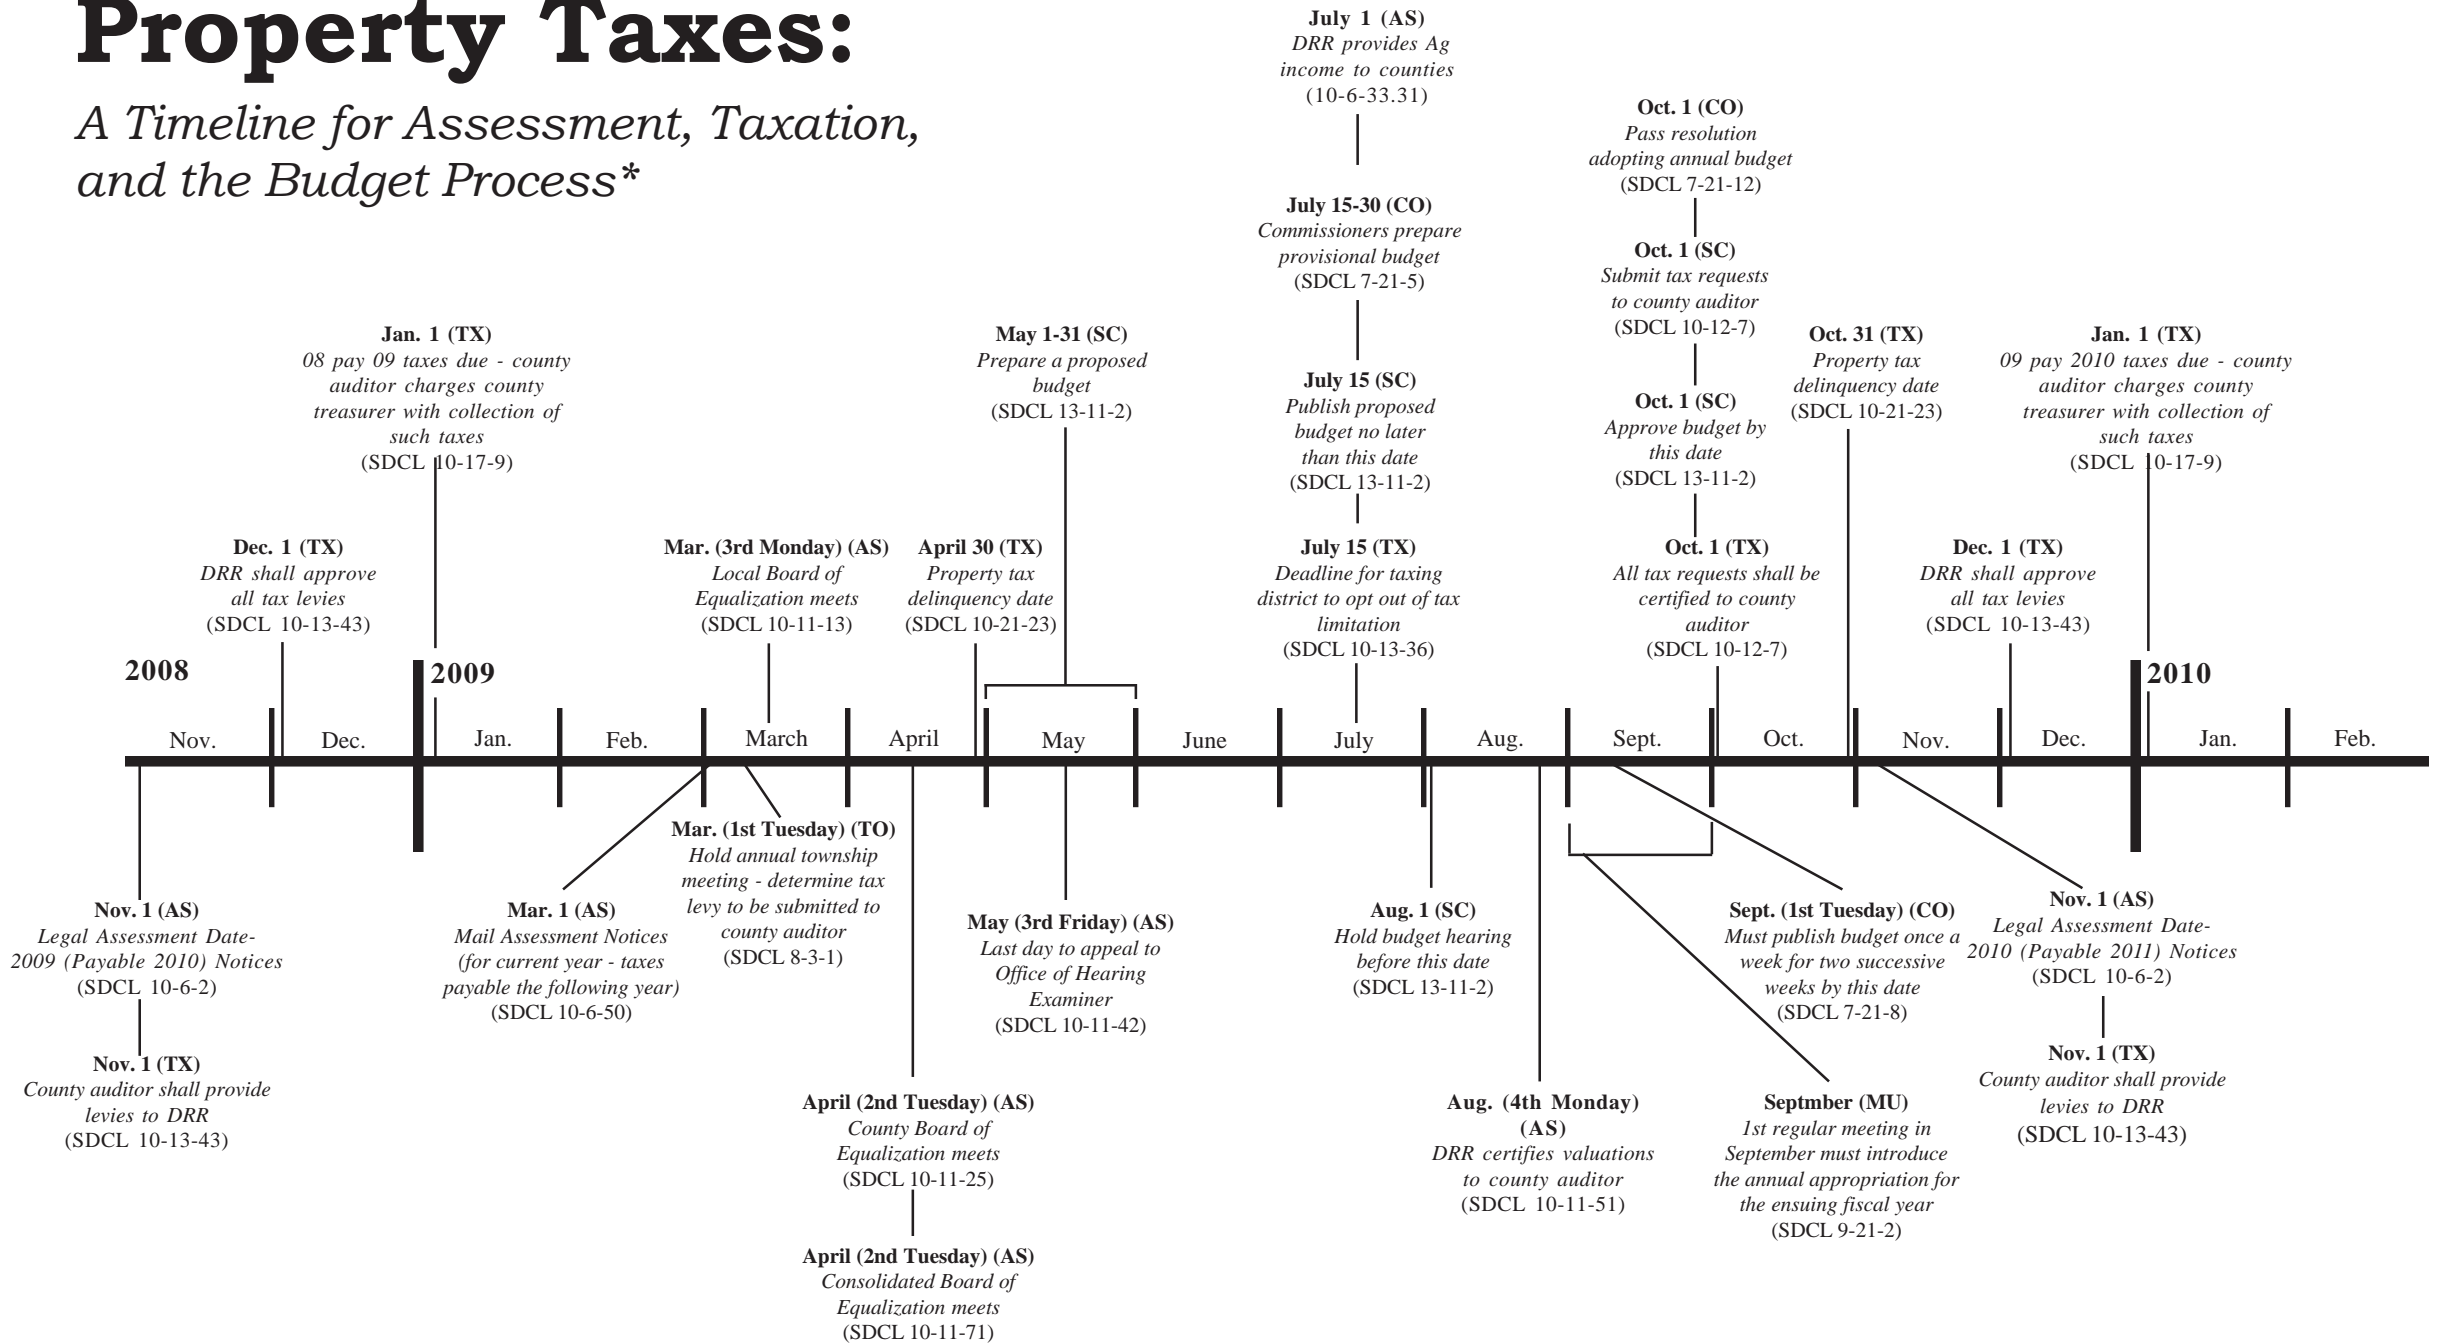 Property Taxes:
A Timeline for Assessment, Taxation,
and the Budget Process*
July 1 (AS)
DRR provides Ag
income to counties
(10-6-33.31)
July 15-30 (CO)
Commissioners prepare
provisional budget
(SDCL 7-21-5)
July 15 (SC)
Publish proposed
budget no later
than this date
(SDCL 13-11-2)
July 15 (TX)
Deadline for taxing
district to opt out of tax
limitation
(SDCL 10-13-36)
Oct. 1 (CO)
Pass resolution
adopting annual budget
(SDCL 7-21-12)
Oct. 1 (SC)
Submit tax requests
to county auditor
(SDCL 10-12-7)
Oct. 1 (SC)
Approve budget by
this date
(SDCL 13-11-2)
Oct. 1 (TX)
All tax requests shall be
certified to county
auditor
(SDCL 10-12-7)
Jan. 1 (TX)
08 pay 09 taxes due - county
auditor charges county
treasurer with collection of
such taxes
(SDCL 10-17-9)
May 1-31 (SC)
Prepare a proposed
budget
(SDCL 13-11-2)
Oct. 31 (TX)
Property tax
delinquency date
(SDCL 10-21-23)
Jan. 1 (TX)
09 pay 2010 taxes due - county
auditor charges county
treasurer with collection of
such taxes
(SDCL 10-17-9)
Dec. 1 (TX)
DRR shall approve
all tax levies
(SDCL 10-13-43)
Mar. (3rd Monday) (AS)
Local Board of
Equalization meets
(SDCL 10-11-13)
April 30 (TX)
Property tax
delinquency date
(SDCL 10-21-23)
Dec. 1 (TX)
DRR shall approve
all tax levies
(SDCL 10-13-43)
2008
2009
2010
Nov.
Dec.
Jan.
Feb.
March
April
May
June
July
Aug.
Sept.
Oct.
Nov.
Dec.
Jan.
Feb.
Nov. 1 (AS)
Legal Assessment Date-
2009 (Payable 2010) Notices
(SDCL 10-6-2)
Nov. 1 (TX)
County auditor shall provide
levies to DRR
(SDCL 10-13-43)
Mar. 1 (AS)
Mail Assessment Notices
(for current year - taxes
payable the following year)
(SDCL 10-6-50)
Mar. (1st Tuesday) (TO)
Hold annual township
meeting - determine tax
levy to be submitted to
county auditor
(SDCL 8-3-1)
April (2nd Tuesday) (AS)
County Board of
Equalization meets
(SDCL 10-11-25)
April (2nd Tuesday) (AS)
Consolidated Board of
Equalization meets
(SDCL 10-11-71)
May (3rd Friday) (AS)
Last day to appeal to
Office of Hearing
Examiner
(SDCL 10-11-42)
Aug. 1 (SC)
Hold budget hearing
before this date
(SDCL 13-11-2)
Aug. (4th Monday)
(AS)
DRR certifies valuations
to county auditor
(SDCL 10-11-51)
Sept. (1st Tuesday) (CO)
Must publish budget once a
week for two successive
weeks by this date
(SDCL 7-21-8)
Septmber (MU)
1st regular meeting in
September must introduce
the annual appropriation for
the ensuing fiscal year
(SDCL 9-21-2)
Nov. 1 (AS)
Legal Assessment Date-
2010 (Payable 2011) Notices
(SDCL 10-6-2)
Nov. 1 (TX)
County auditor shall provide
levies to DRR
(SDCL 10-13-43)